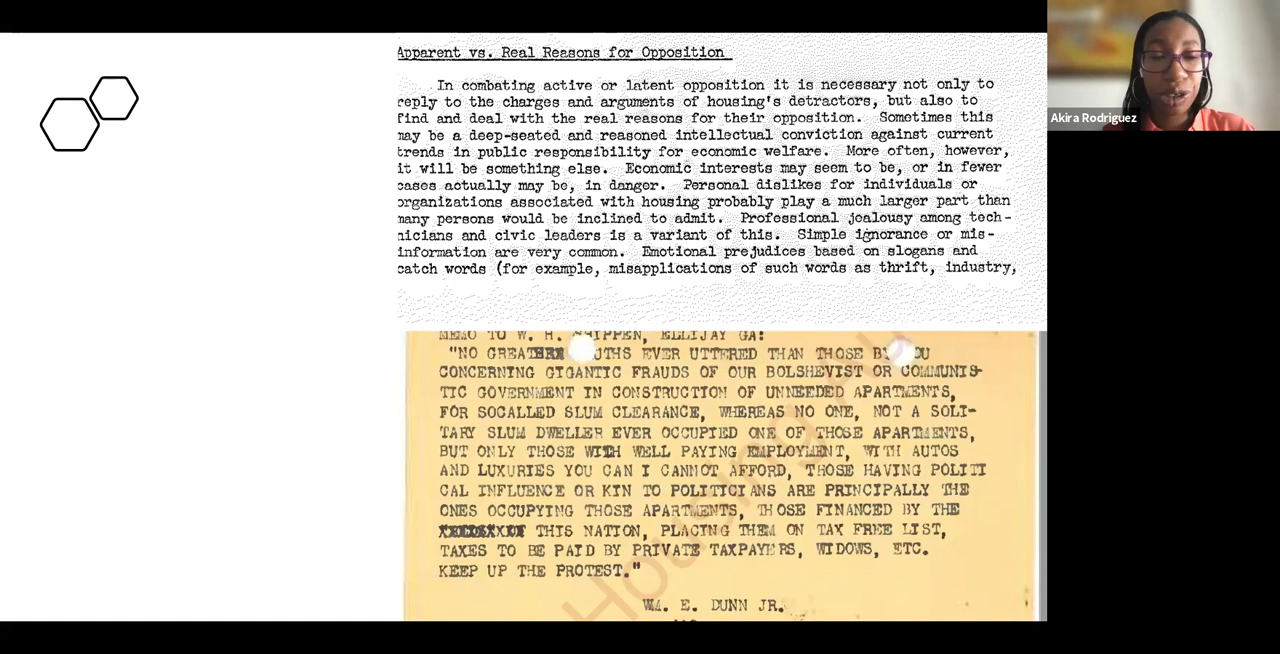 Apparent vs. Real Reasons for Opposition
In combating active or latent opposition it is necessary not only to
reply to the charges and arguments of housing's detractors, but also to
find and deal with the real reasons for their opposition. Sometimes this
may be a deep-seated and reasoned intellectual conviction against current
trends in public responsibility for economic welfare. More often, however,
it will be something else. Economic interests may seem to be, or in fewer
cases actually may be, in danger. Personal dislikes for individuals or
organizations associated with housing probably play a much larger part than
many persons would be inclined to admit. Professional jealousy among tech-
nicians and civic leaders is a variant of this. Simple ignorance or mis-
information are very common. Emotional prejudices based on slogans and
catch words (for example, misapplications of such words as thrift, industry,
MEMO TO W. H. SHIPPEN, ELLIJAY GA:
"NO UTHS EVER UTTERED THAN THOSE BY OU
CONCERNING GIGANTIC FRAUDS OF OUR BOLSHEVIST OR COMMUNIS-
TIC GOVERNMENT IN CONSTRUCTION OF UNNEEDED APARTMENTS,
FOR SOCALLED SLUM CLEARANCE, WHEREAS NO ONE, NOT A SOLI-
TARY SLUM DWELLER EVER OCCUPIED ONE OF THOSE APARTMENTS,
BUT ONLY THOSE WITH WELL PAYING EMPLOYMENT, WITH AUTOS
AND LUXURIES YOU CAN I CANNOT AFFORD, THOSE HAVING POLITI
CAL INFLUENCE OR KIN TO POLITICIANS ARE PRINCIPALLY THE
ONES OCCUPYING THOSE APARTMENTS, THOSE FINANCED BY THE
THIS NATION, PLACING THEM ON TAX FREE LIST,
TAXES TO BE PAID BY PRIVATE TAXPAYERS, WIDOWS, ETC.
KEEP UP THE PROTEST."
WM. E. DUNN JR.
Housing Au
Akira Rodriguez